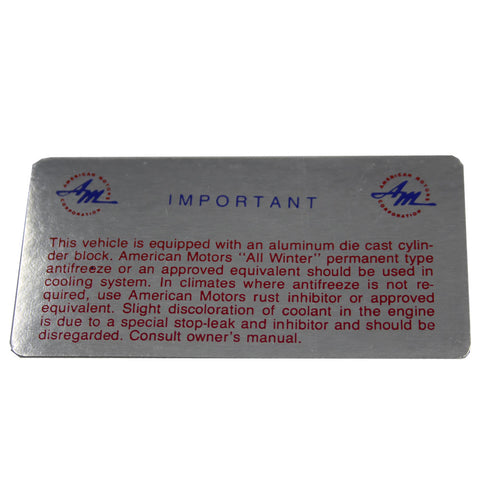 AMERICAN MOTORS
AM
CORPORATION
IMPORTANT
AMERICAN MOTORS
AM
CORPORATION
This vehicle is equipped with an aluminum die cast cylin-
der block. American Motors "All Winter" permanent type
antifreeze or an approved equivalent should be used in
cooling system. In climates where antifreeze is not re-
quired, use American Motors rust inhibitor or approved
equivalent. Slight discoloration of coolant in the engine
is due to a special stop-leak and inhibitor and should be
disregarded. Consult owner's manual.